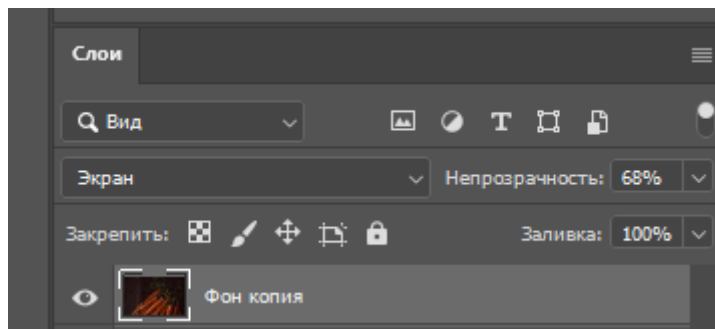 Слои
Вид
Экран Непрозрачность: 68%
Закрепить: Заливка: 100%
Фон копия